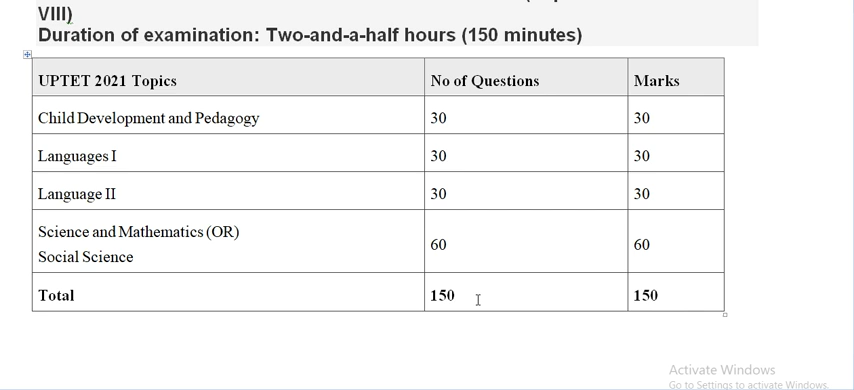 VIII)
Duration of examination: Two-and-a-half hours (150 minutes)
UPTET 2021 Topics No of Questions Marks
Child Development and Pedagogy 30 30
Languages I 30 30
Language II 30 30
Science and Mathematics (OR)
Social Science 60 60
Total 150 150
Activate Windows
Go to Settings to activate Windows.